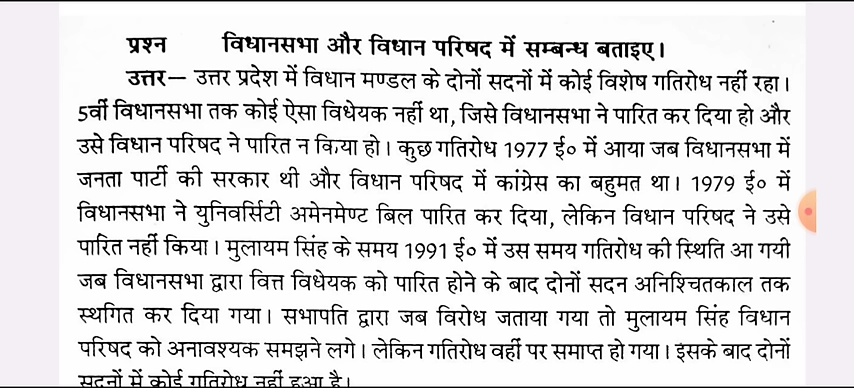 प्रश्न विधानसभा और विधान परिषद में सम्बन्ध बताइए।
उत्तर— उत्तर प्रदेश में विधान मण्डल के दोनों सदनों में कोई विशेष गतिरोध नहीं रहा।
5वीं विधानसभा तक कोई ऐसा विधेयक नहीं था, जिसे विधानसभा ने पारित कर दिया हो और
उसे विधान परिषद ने पारित न किया हो। कुछ गतिरोध 1977 ई० में आया जब विधानसभा में
जनता पार्टी की सरकार थी और विधान परिषद में कांग्रेस का बहुमत था। 1979 ई० में
विधानसभा ने युनिवर्सिटी अमेनमेण्ट बिल पारित कर दिया, लेकिन विधान परिषद ने उसे
पारित नहीं किया। मुलायम सिंह के समय 1991 ई० में उस समय गतिरोध की स्थिति आ गयी
जब विधानसभा द्वारा वित्त विधेयक को पारित होने के बाद दोनों सदन अनिश्चितकाल तक
स्थगित कर दिया गया। सभापति द्वारा जब विरोध जताया गया तो मुलायम सिंह विधान
परिषद को अनावश्यक समझने लगे। लेकिन गतिरोध वहीं पर समाप्त हो गया। इसके बाद दोनों
सदनों में कोई गतिरोध नहीं हुआ है।